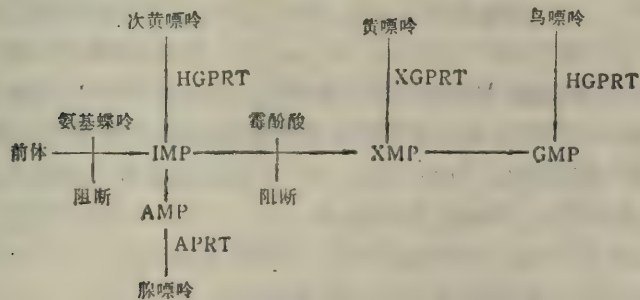 次黄嘌呤 黄嘌呤 鸟嘌呤
HGPRT XGPRT HGPRT
氨基蝶呤 霉酚酸
前体 IMP XMP GMP
阻断 阻断
AMP
APRT
腺嘌呤